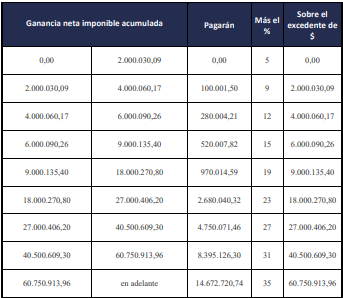 Ganancia neta imponible acumulada Pagarán Más el % Sobre el excedente de $
0,00 2.000.030,09 0,00 5 0,00
2.000.030,09 4.000.060,17 100.001,50 9 2.000.030,09
4.000.060,17 6.000.090,26 280.004,21 12 4.000.060,17
6.000.090,26 9.000.135,40 520.007,82 15 6.000.090,26
9.000.135,40 18.000.270,80 970.014,59 19 9.000.135,40
18.000.270,80 27.000.406,20 2.680.040,32 23 18.000.270,80
27.000.406,20 40.500.609,30 4.750.071,46 27 27.000.406,20
40.500.609,30 60.750.913,96 8.395.126,30 31 40.500.609,30
60.750.913,96 en adelante 14.672.720,74 35 60.750.913,96